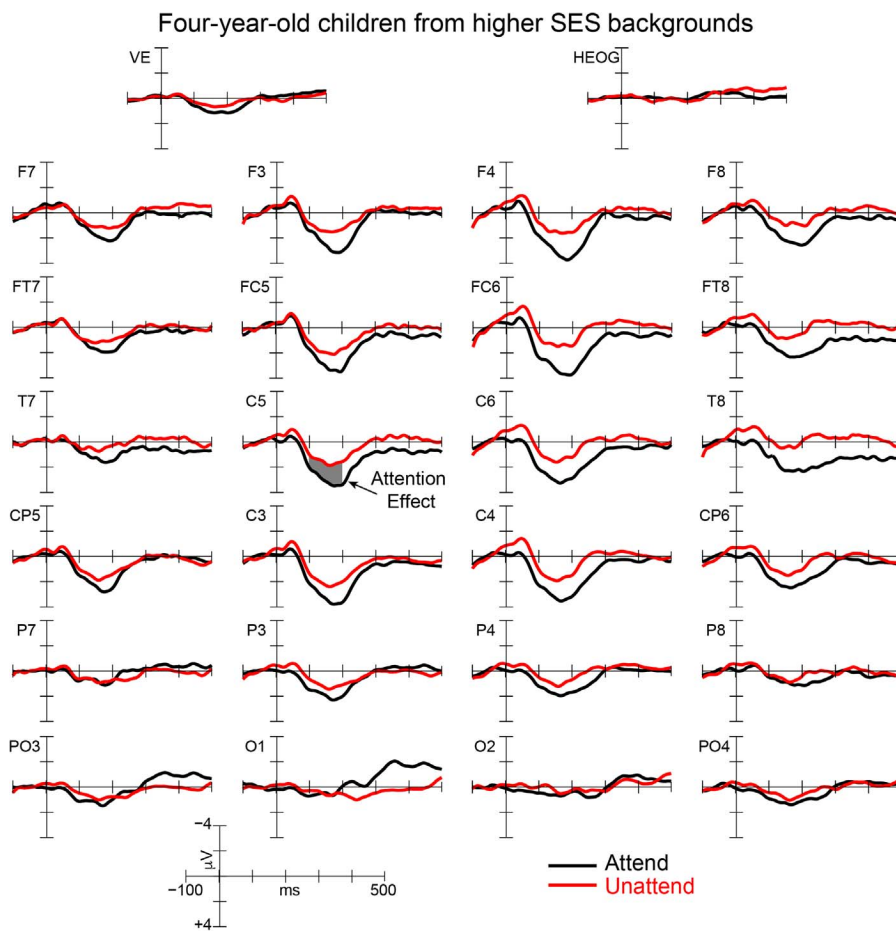 Four-year-old children from higher SES backgrounds
VE HEOG
F7 F3 F4 F8
FT7 FC5 FC6 FT8
T7 C5 C6 T8
Attention
Effect
CP5 C3 C4 CP6
P7 P3 P4 P8
PO3 O1 O2 PO4
−4
µV
−100 ms 500
+4
Attend
Unattend